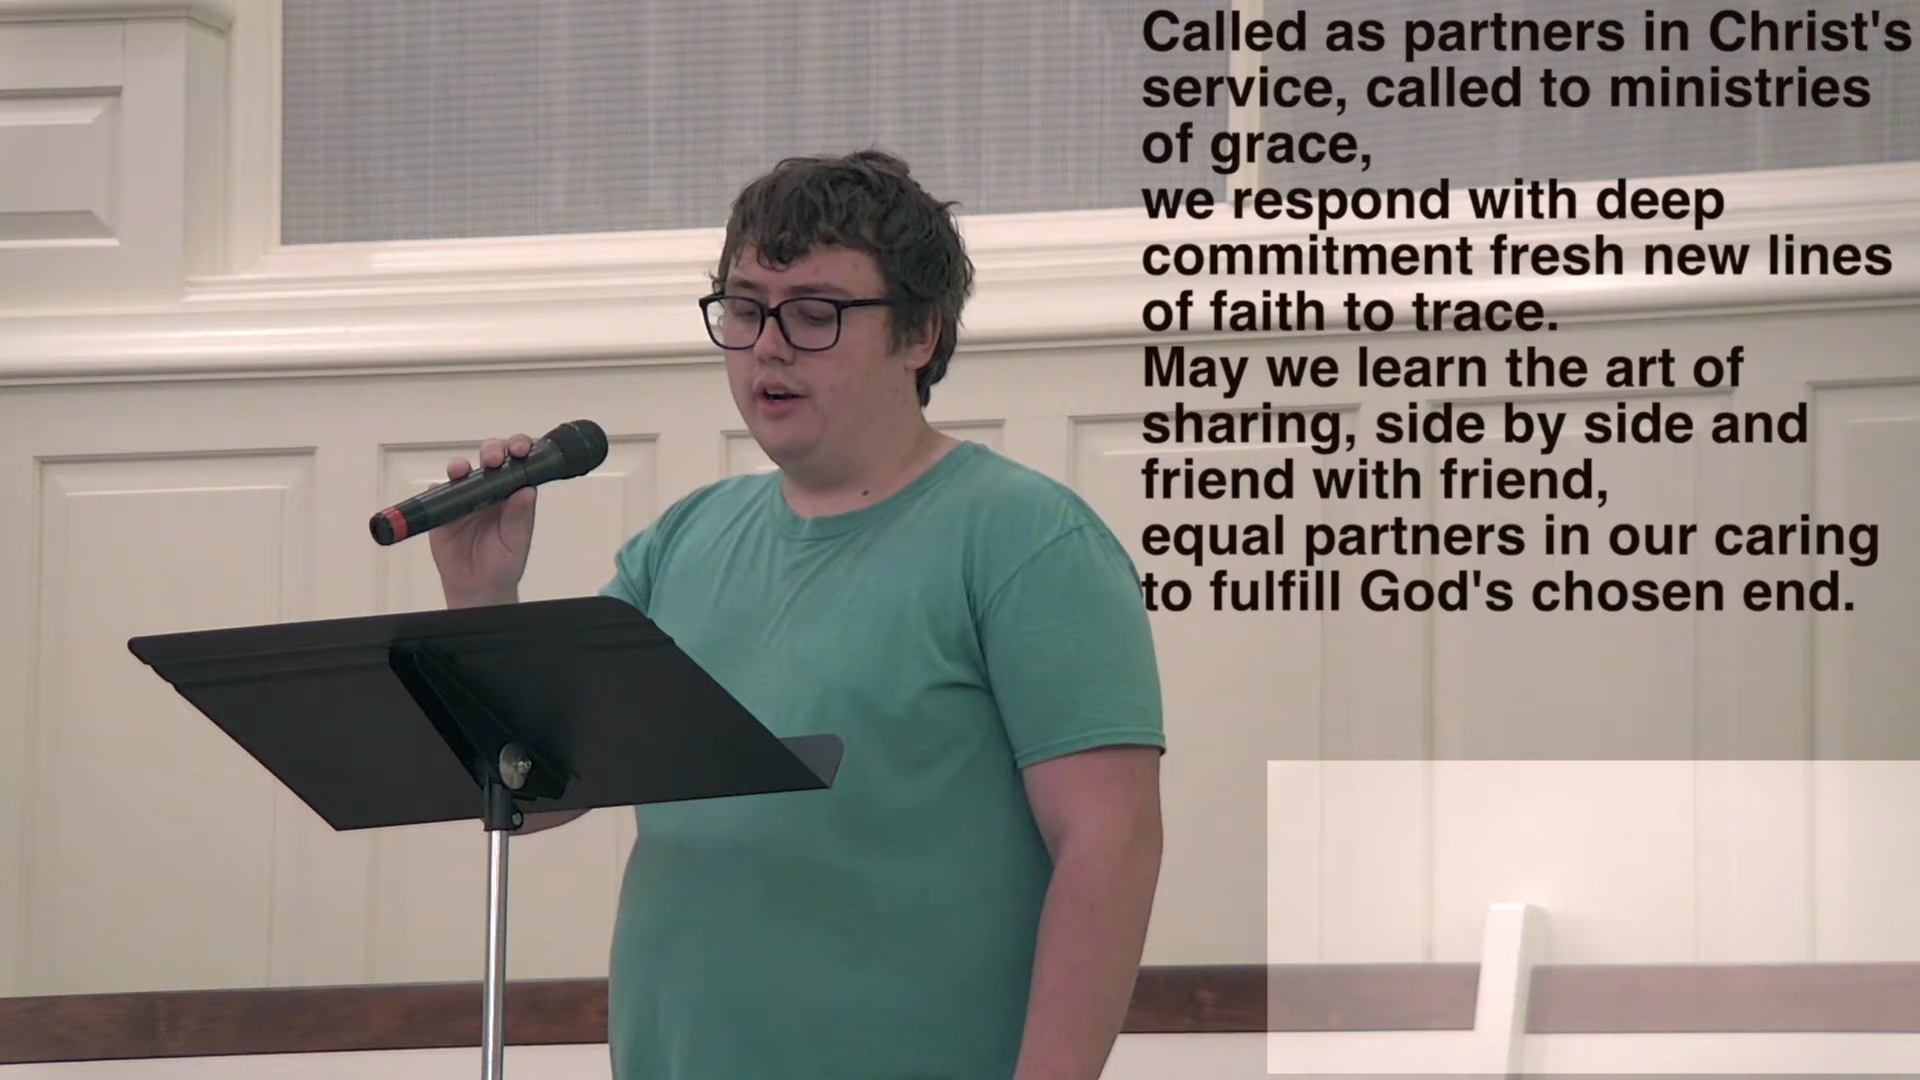 Called as partners in Christ's
service, called to ministries
of grace,
we respond with deep
commitment fresh new lines
of faith to trace.
May we learn the art of
sharing, side by side and
friend with friend,
equal partners in our caring
to fulfill God's chosen end.